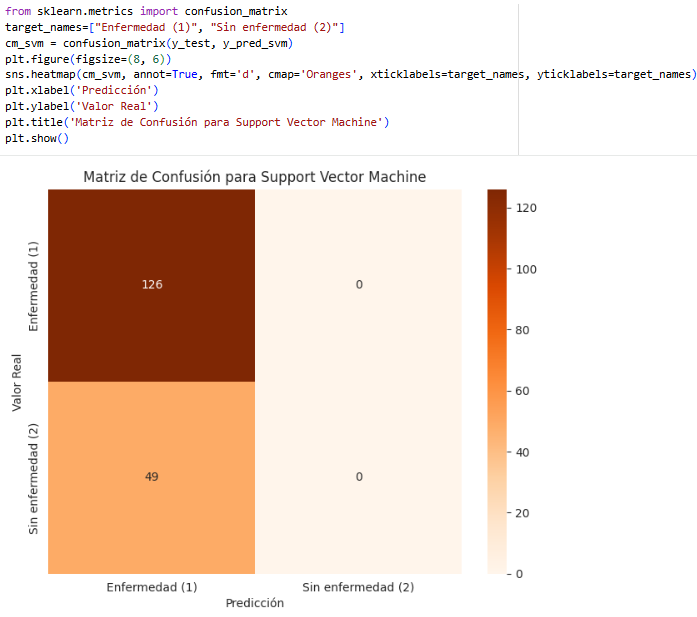 from sklearn.metrics import confusion_matrix
target_names=["Enfermedad (1)", "Sin enfermedad (2)"]
cm_svm = confusion_matrix(y_test, y_pred_svm)
plt.figure(figsize=(8, 6))
sns.heatmap(cm_svm, annot=True, fmt='d', cmap='Oranges', xticklabels=target_names, yticklabels=target_names)
plt.xlabel('Predicción')
plt.ylabel('Valor Real')
plt.title('Matriz de Confusión para Support Vector Machine')
plt.show()
Matriz de Confusión para Support Vector Machine
Valor Real
Enfermedad (1)
126
0
Sin enfermedad (2)
49
0
Enfermedad (1)
Sin enfermedad (2)
Predicción
120
100
80
60
40
20
0